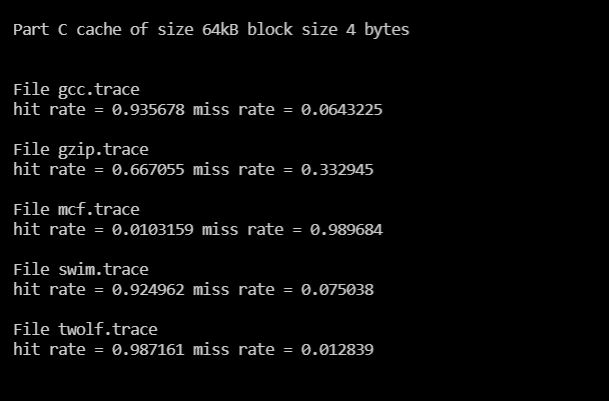 Part C cache of size 64kB block size 4 bytes
File gcc.trace
hit rate = 0.935678 miss rate = 0.0643225
File gzip.trace
hit rate = 0.667055 miss rate = 0.332945
File mcf.trace
hit rate = 0.0103159 miss rate = 0.989684
File swim.trace
hit rate = 0.924962 miss rate = 0.075038
File twolf.trace
hit rate = 0.987161 miss rate = 0.012839